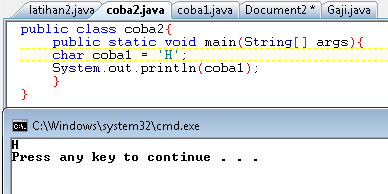 latihan2.java coba2.java coba1.java Document2 * Gaji.java
public class coba2{
public static void main(String[] args){
char coba1 = 'H';
System.out.println(coba1);
}
}
C:\Windows\system32\cmd.exe
H
Press any key to continue . . .